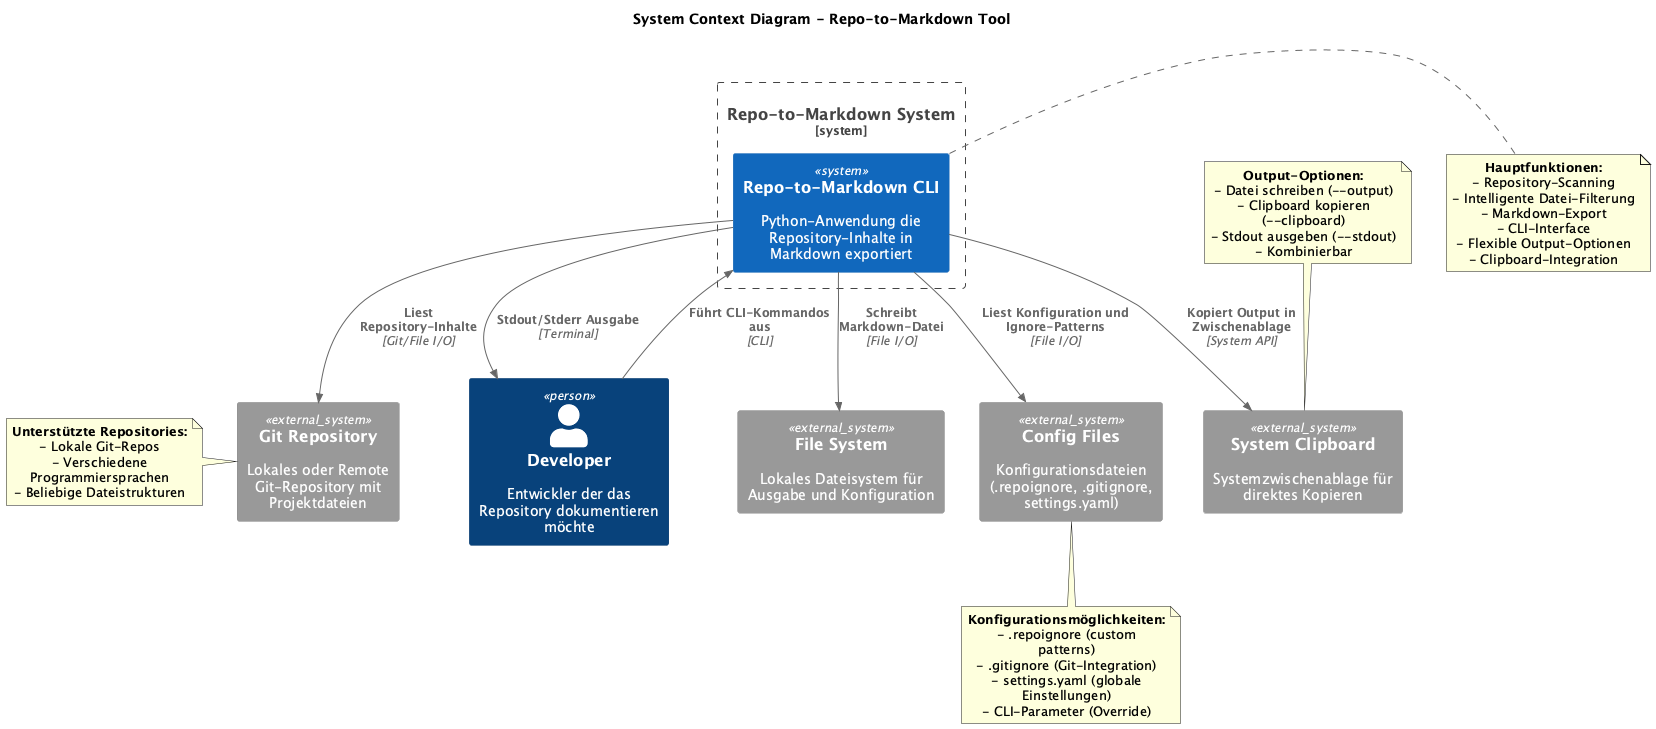 System Context Diagram - Repo-to-Markdown Tool
Repo-to-Markdown System
[system]
«system»
Repo-to-Markdown CLI
Python-Anwendung die
Repository-Inhalte in
Markdown exportiert
Output-Optionen:
- Datei schreiben (--output)
- Clipboard kopieren
(--clipboard)
- Stdout ausgeben (--stdout)
- Kombinierbar
Hauptfunktionen:
- Repository-Scanning
- Intelligente Datei-Filterung
- Markdown-Export
- CLI-Interface
- Flexible Output-Optionen
- Clipboard-Integration
Liest
Repository-Inhalte
[Git/File I/O]
Stdout/Stderr Ausgabe
[Terminal]
Führt CLI-Kommandos
aus
[CLI]
Schreibt
Markdown-Datei
[File I/O]
Liest Konfiguration und
Ignore-Patterns
[File I/O]
Kopiert Output in
Zwischenablage
[System API]
Unterstützte Repositories:
- Lokale Git-Repos
- Verschiedene
Programmiersprachen
- Beliebige Dateistrukturen
«external_system»
Git Repository
Lokales oder Remote
Git-Repository mit
Projektdateien
«person»
Developer
Entwickler der das
Repository dokumentieren
möchte
«external_system»
File System
Lokales Dateisystem für
Ausgabe und Konfiguration
«external_system»
Config Files
Konfigurationsdateien
(.repoignore, .gitignore,
settings.yaml)
«external_system»
System Clipboard
Systemzwischenablage für
direktes Kopieren
Konfigurationsmöglichkeiten:
- .repoignore (custom
patterns)
- .gitignore (Git-Integration)
- settings.yaml (globale
Einstellungen)
- CLI-Parameter (Override)